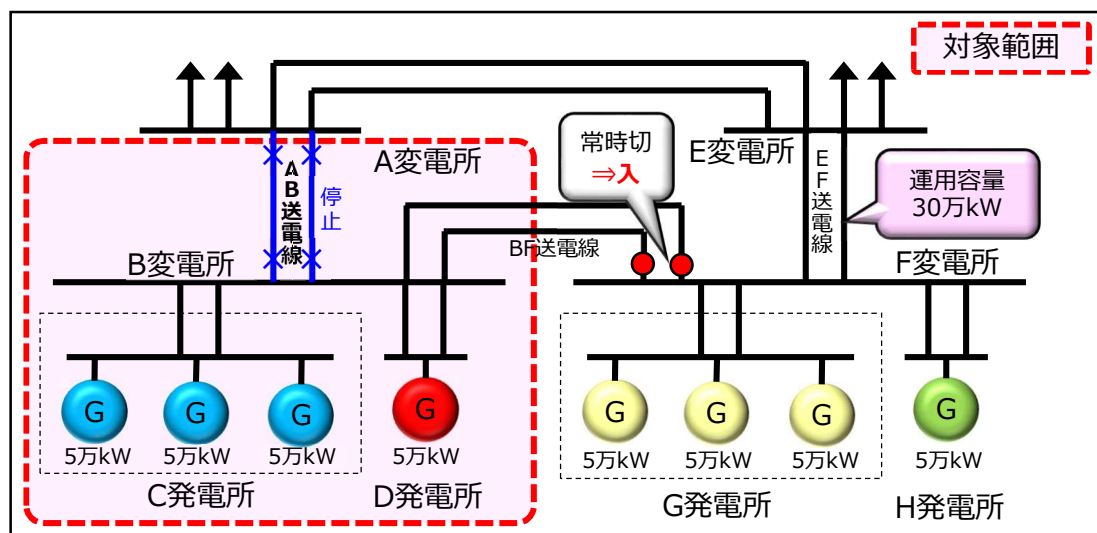 対象範囲
常時切
⇒入
A変電所
E変電所
AB送電線
停止
EF送電線
運用容量
30万kW
BF送電線
B変電所
F変電所
G
G
G
G
G
G
G
G
5万kW
5万kW
5万kW
5万kW
5万kW
5万kW
5万kW
5万kW
C発電所
D発電所
G発電所
H発電所